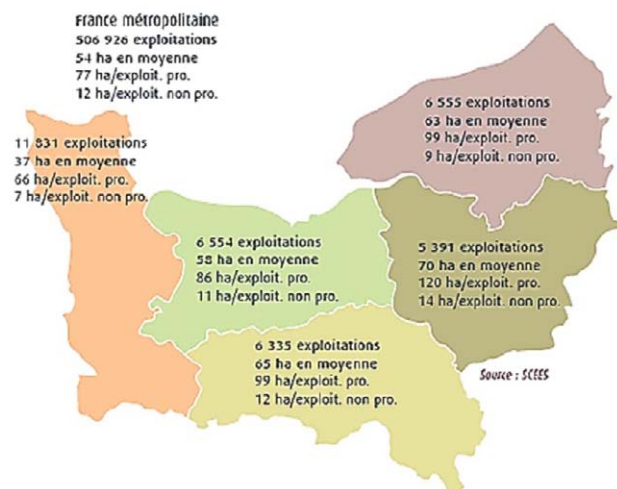 France métropolitaine
506 926 exploitations
54 ha en moyenne
77 ha/exploit. pro.
12 ha/exploit. non pro.
11 831 exploitations
37 ha en moyenne
66 ha/exploit. pro.
7 ha/exploit. non pro.
6 555 exploitations
63 ha en moyenne
99 ha/exploit. pro.
9 ha/exploit. non pro.
6 554 exploitations
58 ha en moyenne
86 ha/exploit. pro.
11 ha/exploit. non pro.
5 391 exploitations
70 ha en moyenne
120 ha/exploit. pro.
14 ha/exploit. non pro.
6 335 exploitations
65 ha en moyenne
99 ha/exploit. pro.
12 ha/exploit. non pro.
Source : SCEES